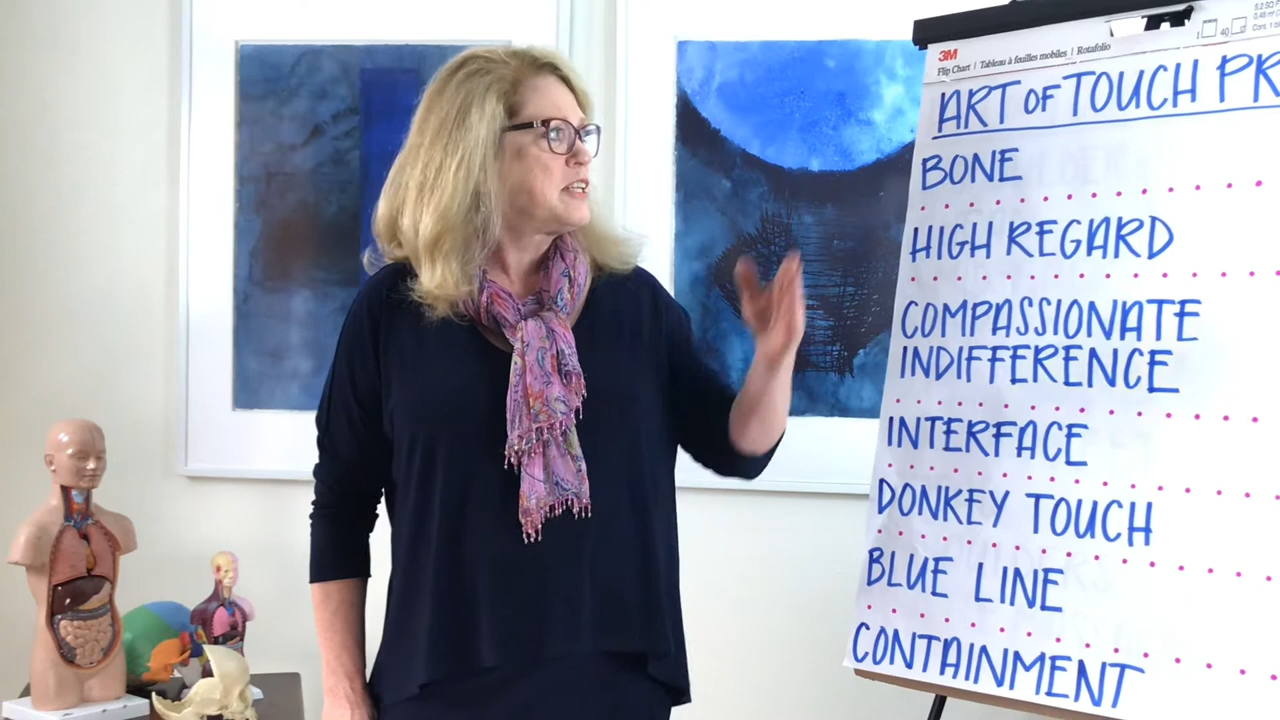 3M
Flip Chart | Tableau à feuilles mobiles | Rotafolio
ART OF TOUCH PR
BONE
HIGH REGARD
COMPASSIONATE
INDIFFERENCE
INTERFACE
DONKEY TOUCH
BLUE LINE
CONTAINMENT